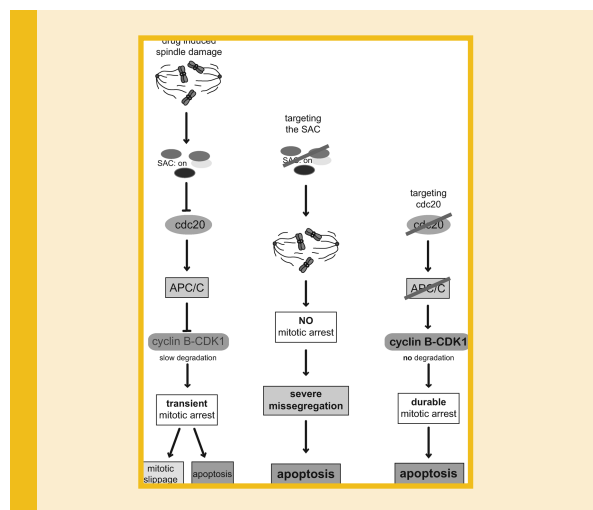 drug induced
spindle damage
SAC: on
cdc20
APC/C
cyclin B-CDK1
slow degradation
transient
mitotic arrest
mitotic
slippage
apoptosis
targeting
the SAC
SAC: on
NO
mitotic arrest
severe
missegregation
apoptosis
targeting
cdc20
cdc20
APC/C
cyclin B-CDK1
no degradation
durable
mitotic arrest
apoptosis